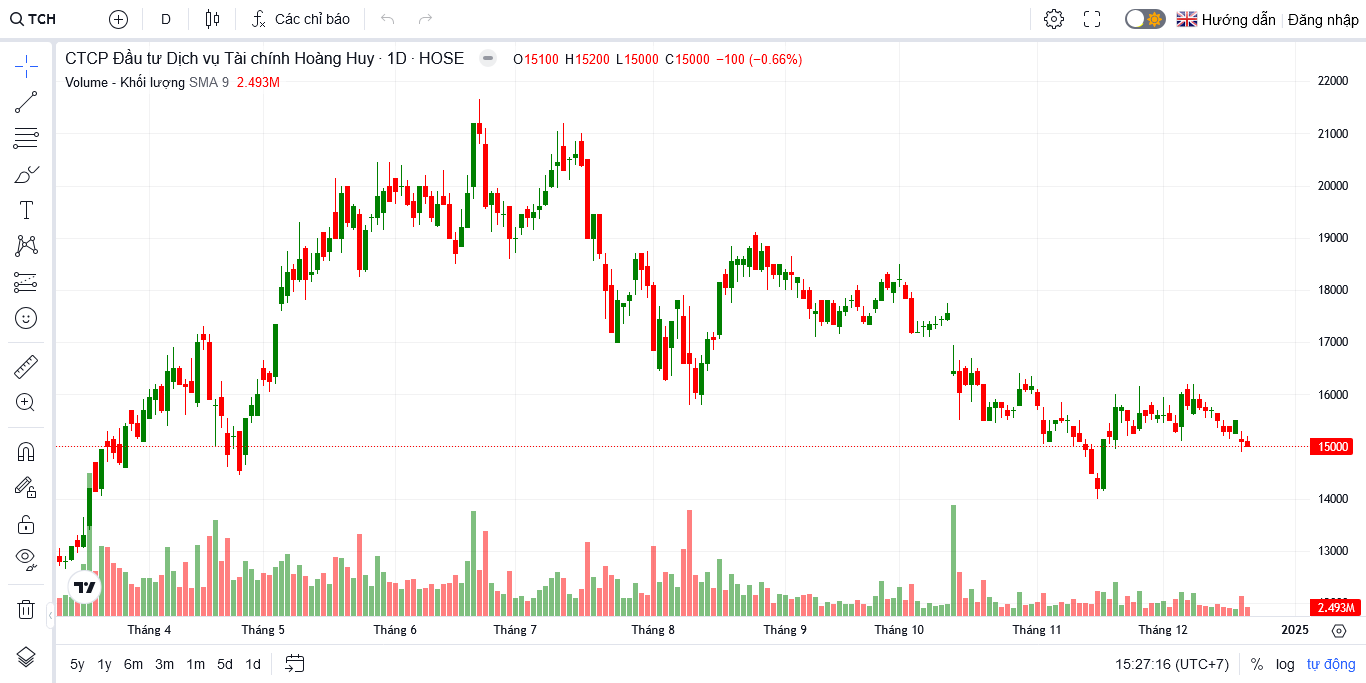 TCH D Các chỉ báo Hướng dẫn Đăng nhập
CTCP Đầu tư Dịch vụ Tài chính Hoàng Huy · 1D · HOSE O15100 H15200 L15000 C15000 −100 (−0.66%)
Volume - Khối lượng SMA 9 2.493M
22000
21000
20000
19000
18000
17000
16000
15000
14000
13000
2.493M
Tháng 4 Tháng 5 Tháng 6 Tháng 7 Tháng 8 Tháng 9 Tháng 10 Tháng 11 Tháng 12 2025
5y 1y 6m 3m 1m 5d 1d 15:27:16 (UTC+7) % log tự động